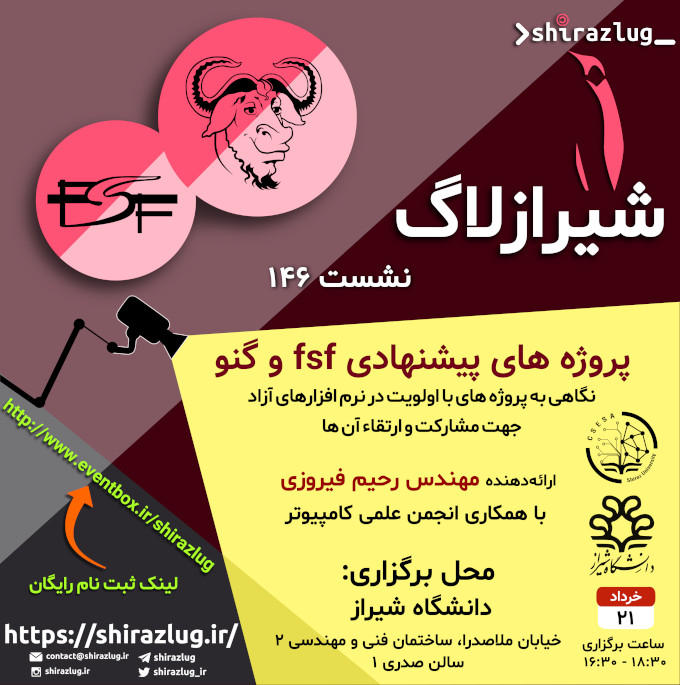 >shirazlug_
FSF
شیرازلاگ
نشست ۱۴۶
پروژه های پیشنهادی fsf و گنو
نگاهی به پروژه های با اولویت در نرم افزارهای آزاد
جهت مشارکت و ارتقاء آن ها
CSESA
Shiraz University
ارائه‌دهنده مهندس رحیم فیروزی
با همکاری انجمن علمی کامپیوتر
دانشگاه شیراز
محل برگزاری:
دانشگاه شیراز
خیابان ملاصدرا، ساختمان فنی و مهندسی ۲
سالن صدری ۱
خرداد
۲۱
ساعت برگزاری
۱۶:۳۰ - ۱۸:۳۰
http://www.eventbox.ir/shirazlug
لینک ثبت نام رایگان
https://shirazlug.ir/
contact@shirazlug.ir
shirazlug
shirazlug.ir
shirazlug_ir